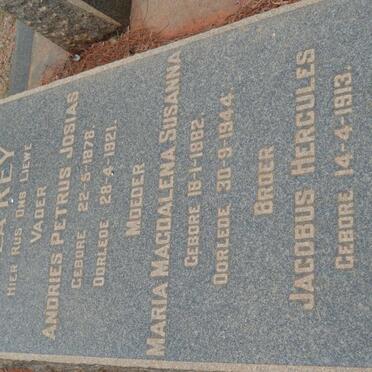 HIER RUS ONS LIEWE
VADER
ANDRIES PETRUS JOSIAS
GEBORE 22-5-1878.
OORLEDE 28-4-1921.
MOEDER
MARIA MAGDALENA SUSANNA
GEBORE 18-1-1882.
OORLEDE 30-9-1944.
BROER
JACOBUS HERCULES
GEBORE 14-4-1913.